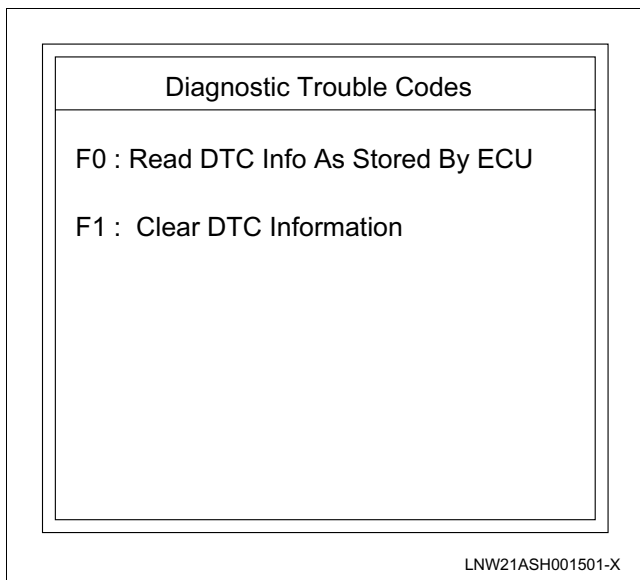 Diagnostic Trouble Codes
F0 : Read DTC Info As Stored By ECU
F1 : Clear DTC Information
LNW21ASH001501-X